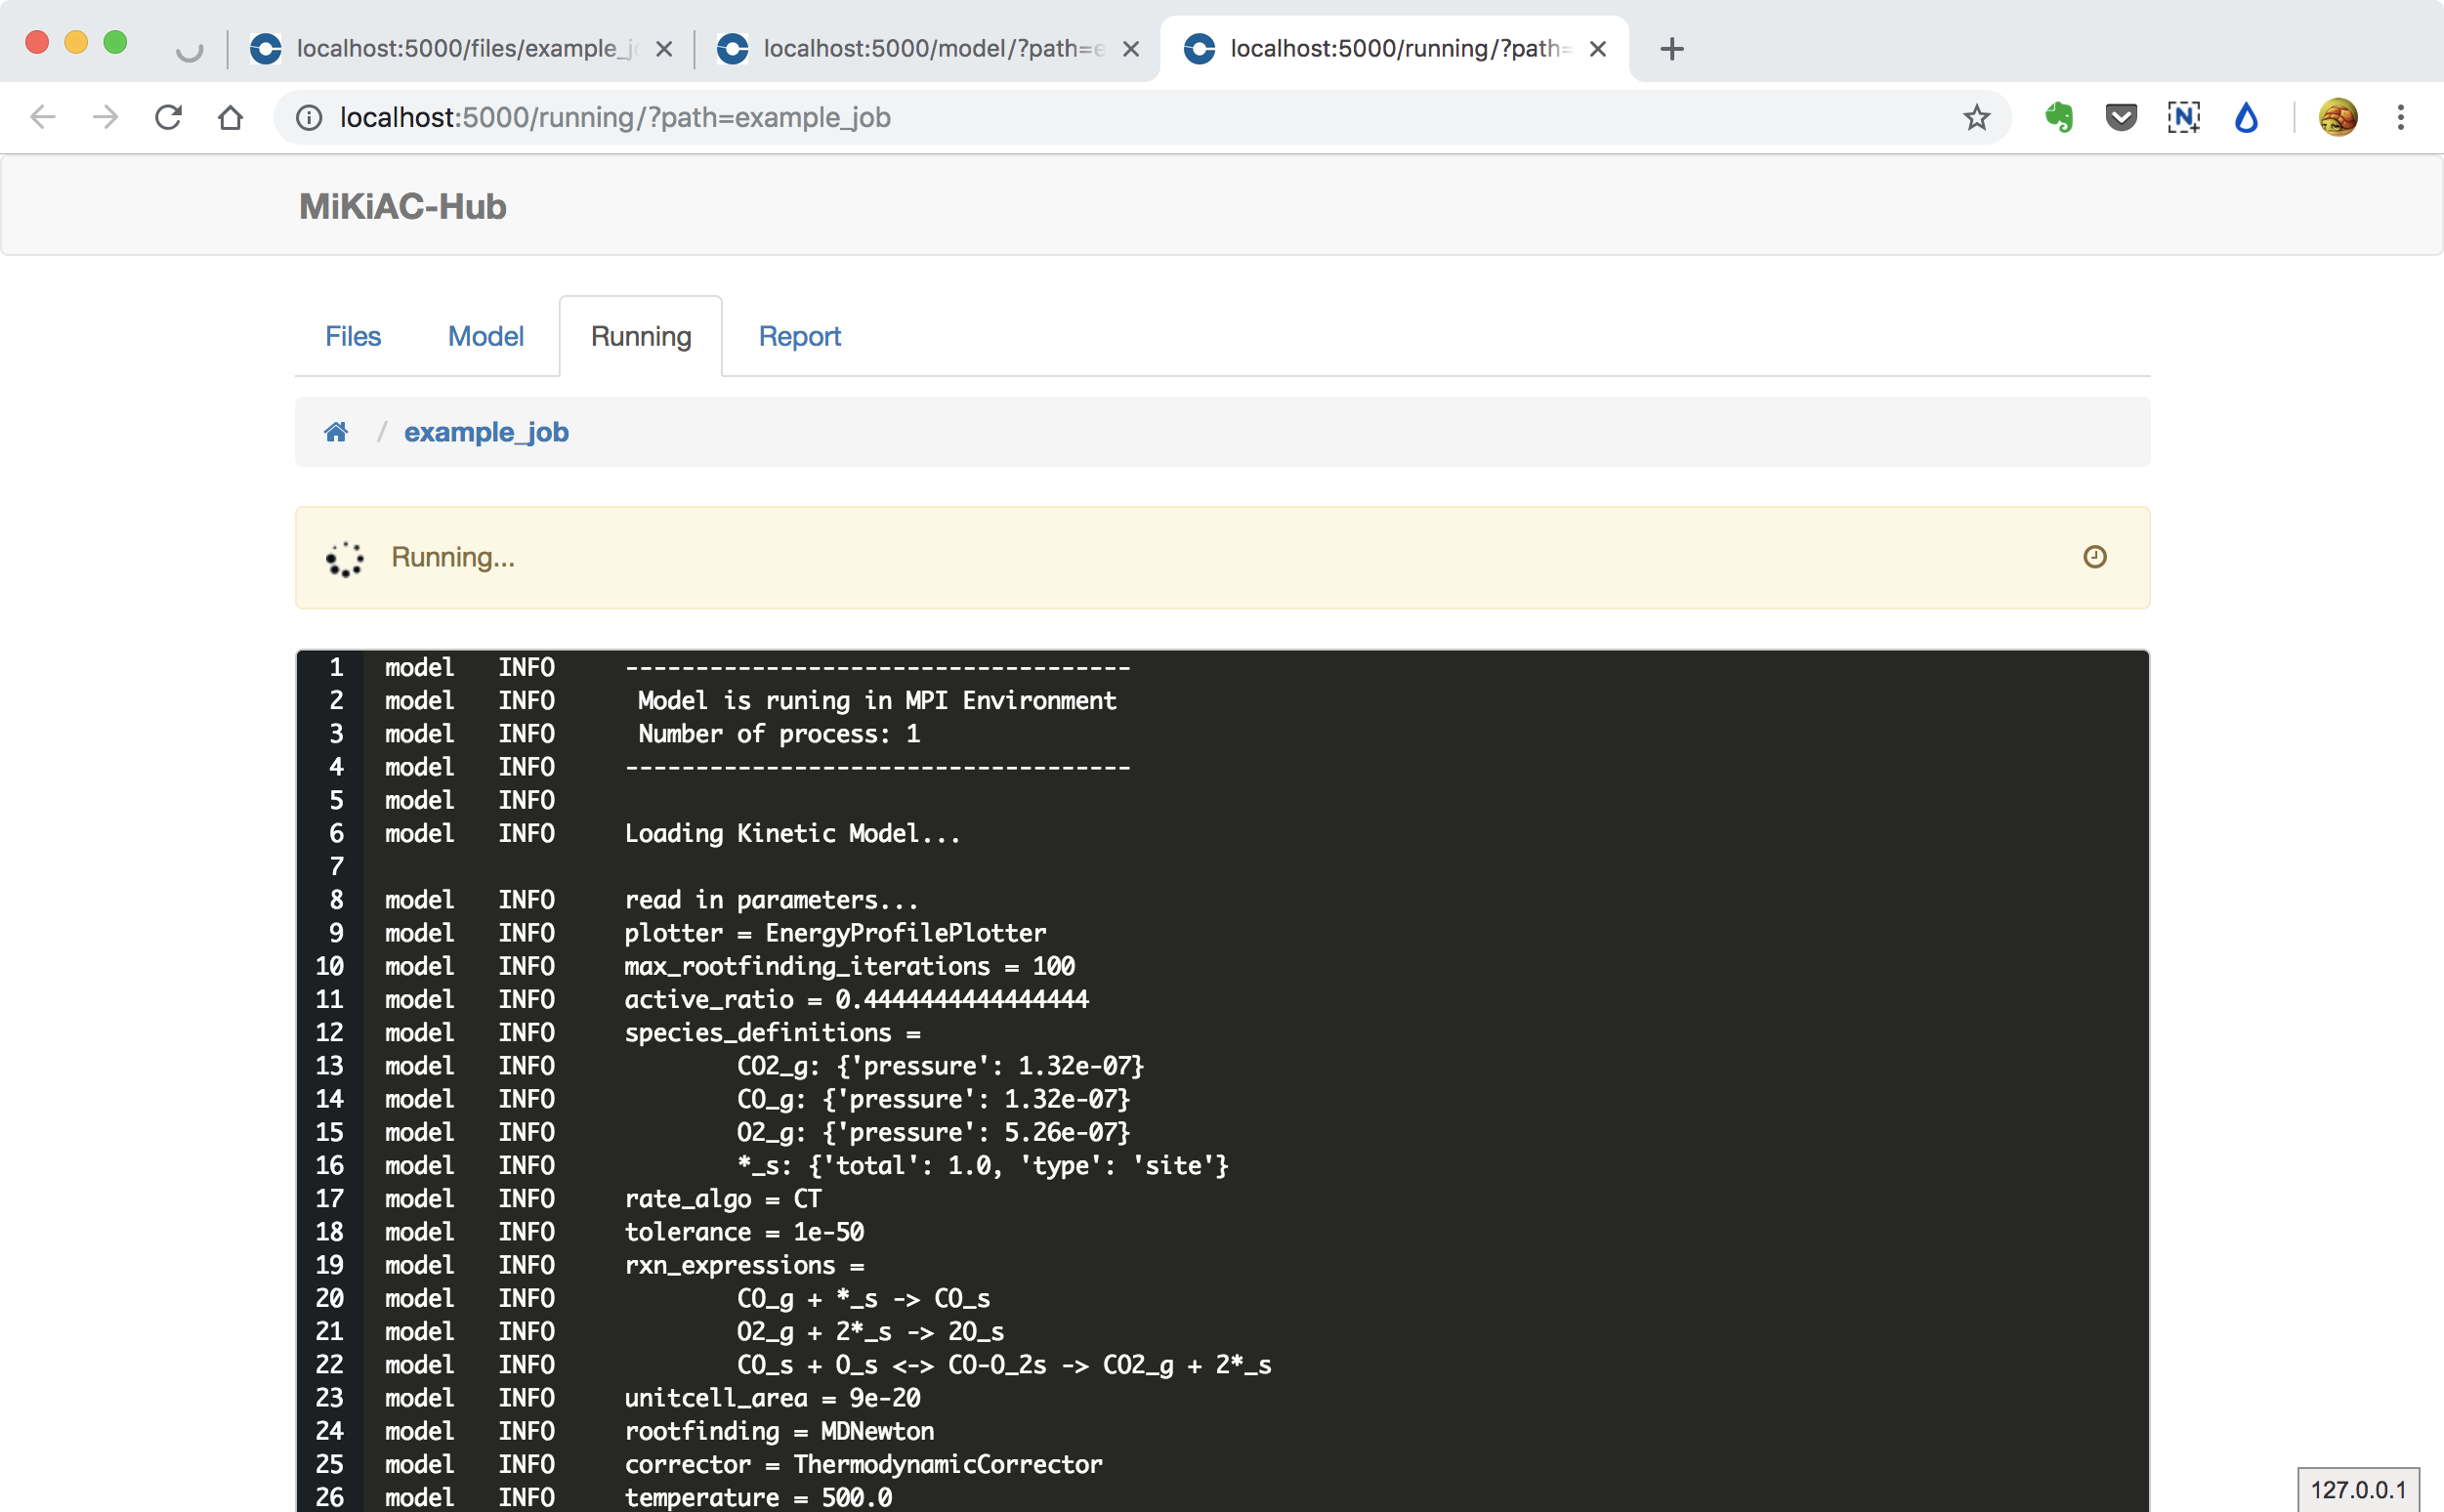 localhost:5000/files/example_j
localhost:5000/model/?path=e
localhost:5000/running/?path=
localhost:5000/running/?path=example_job
MiKiAC-Hub
Files
Model
Running
Report
/ example_job
Running...
1 model INFO ------------------------------------
2 model INFO Model is runing in MPI Environment
3 model INFO Number of process: 1
4 model INFO ------------------------------------
5 model INFO
6 model INFO Loading Kinetic Model...
7
8 model INFO read in parameters...
9 model INFO plotter = EnergyProfilePlotter
10 model INFO max_rootfinding_iterations = 100
11 model INFO active_ratio = 0.4444444444444444
12 model INFO species_definitions =
13 model INFO CO2_g: {'pressure': 1.32e-07}
14 model INFO CO_g: {'pressure': 1.32e-07}
15 model INFO O2_g: {'pressure': 5.26e-07}
16 model INFO *_s: {'total': 1.0, 'type': 'site'}
17 model INFO rate_algo = CT
18 model INFO tolerance = 1e-50
19 model INFO rxn_expressions =
20 model INFO CO_g + *_s -> CO_s
21 model INFO O2_g + 2*_s -> 2O_s
22 model INFO CO_s + O_s <-> CO-O_2s -> CO2_g + 2*_s
23 model INFO unitcell_area = 9e-20
24 model INFO rootfinding = MDNewton
25 model INFO corrector = ThermodynamicCorrector
26 model INFO temperature = 500.0
127.0.0.1